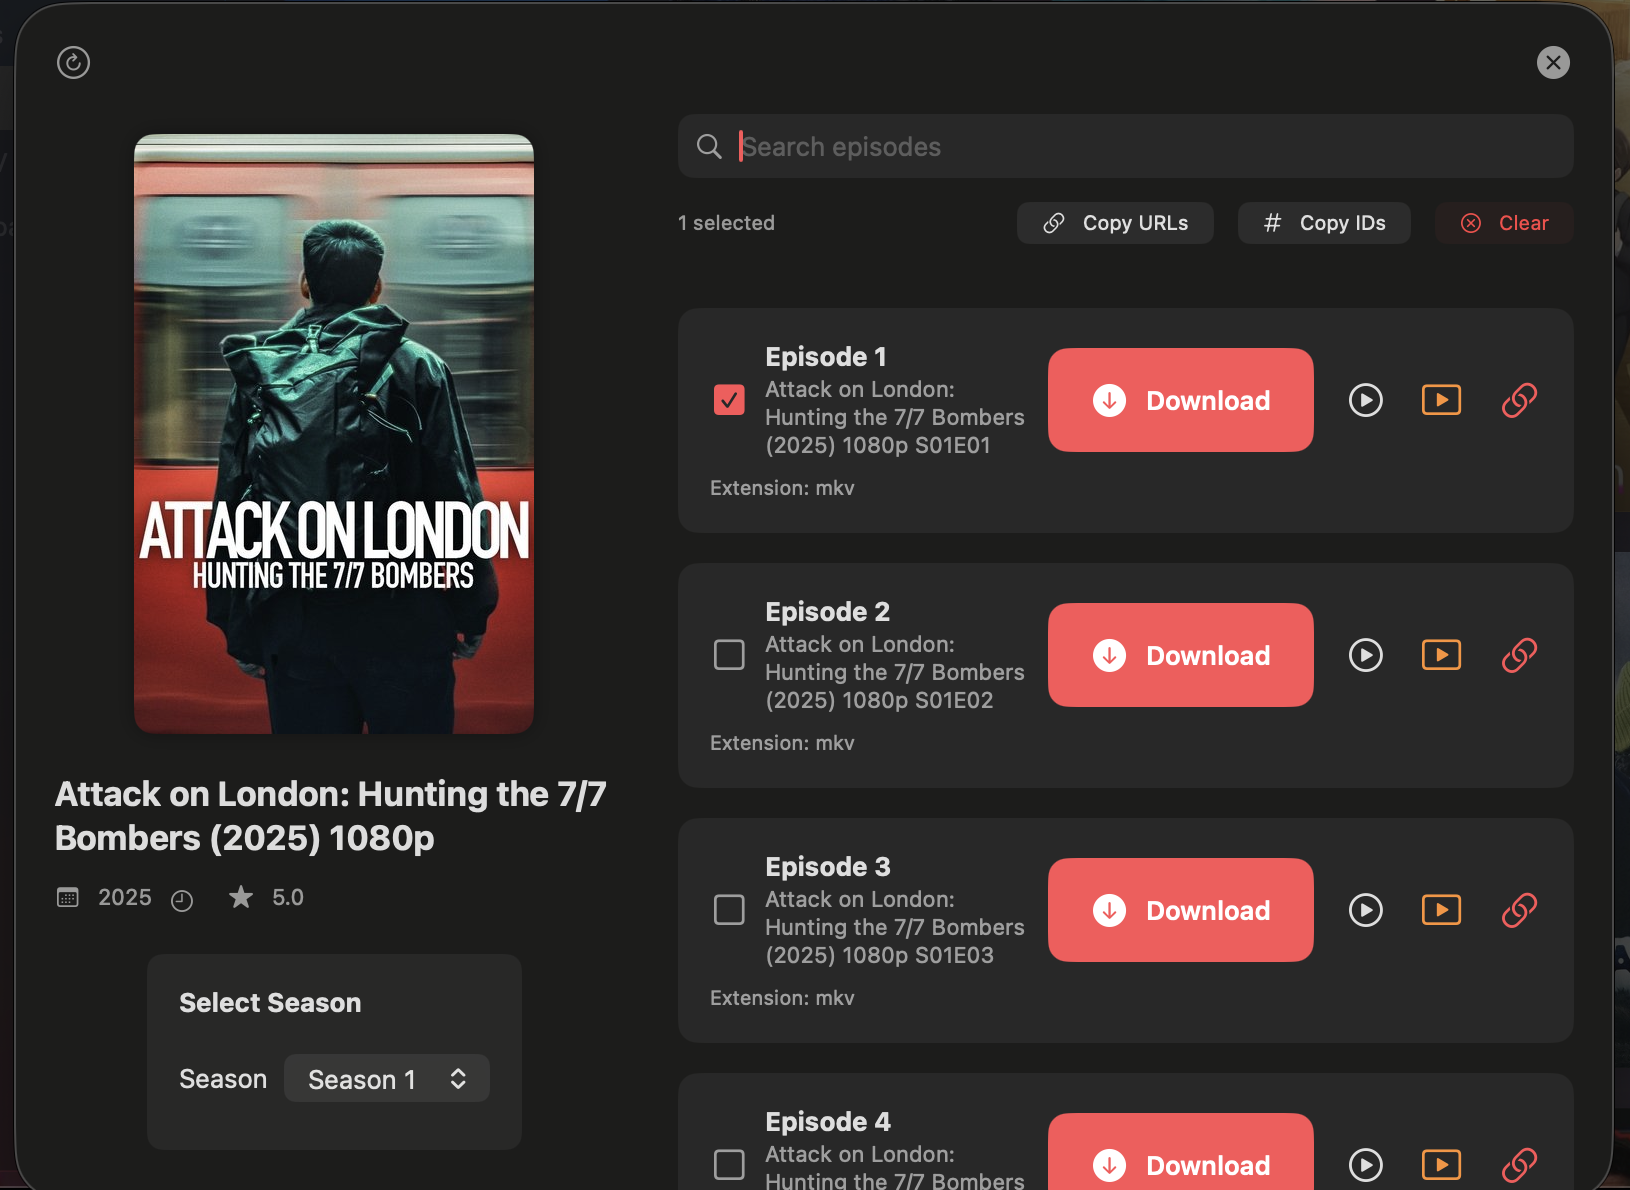 Search episodes
1 selected
Copy URLs
# Copy IDs
Clear
ATTACK ON LONDON
HUNTING THE 7/7 BOMBERS
Attack on London: Hunting the 7/7
Bombers (2025) 1080p
2025
5.0
Select Season
Season
Season 1
Episode 1
Attack on London:
Hunting the 7/7 Bombers
(2025) 1080p S01E01
Download
Extension: mkv
Episode 2
Attack on London:
Hunting the 7/7 Bombers
(2025) 1080p S01E02
Download
Extension: mkv
Episode 3
Attack on London:
Hunting the 7/7 Bombers
(2025) 1080p S01E03
Download
Extension: mkv
Episode 4
Attack on London:
Hunting the 7/7 Bombers
Download